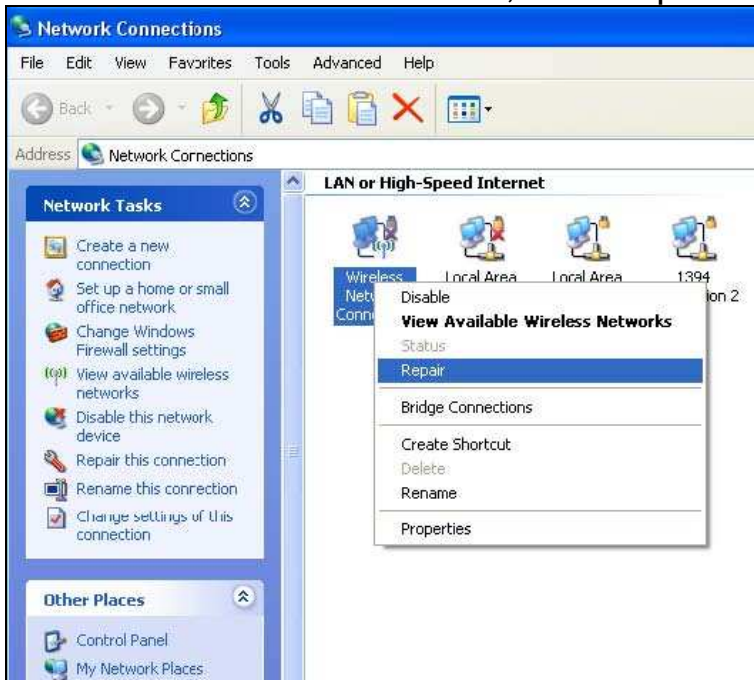 Network Connections
File Edit View Favorites Tools Advanced Help
Back
Address Network Connections
Network Tasks
Create a new
connection
Set up a home or small
office network
Change Windows
Firewall settings
View available wireless
networks
Disable this network
device
Repair this connection
Rename this connection
Change settings of this
connection
Other Places
Control Panel
My Network Places
LAN or High-Speed Internet
Wireless
Local Area
Local Area
1394
Disable
View Available Wireless Networks
Status
Repair
Bridge Connections
Create Shortcut
Delete
Rename
Properties